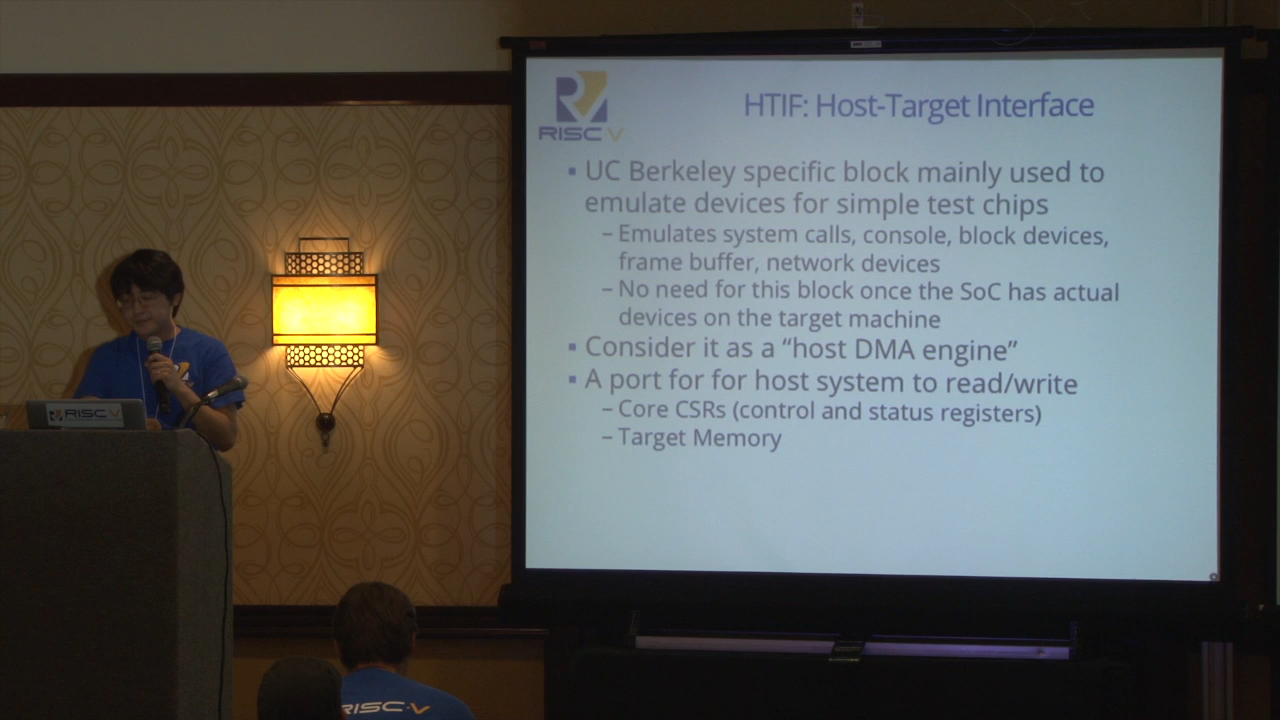 RISC V
HTIF: Host-Target Interface
▪ UC Berkeley specific block mainly used to
emulate devices for simple test chips
– Emulates system calls, console, block devices,
frame buffer, network devices
– No need for this block once the SoC has actual
devices on the target machine
▪ Consider it as a “host DMA engine”
▪ A port for for host system to read/write
– Core CSRs (control and status registers)
– Target Memory
RISC V
RISC-V